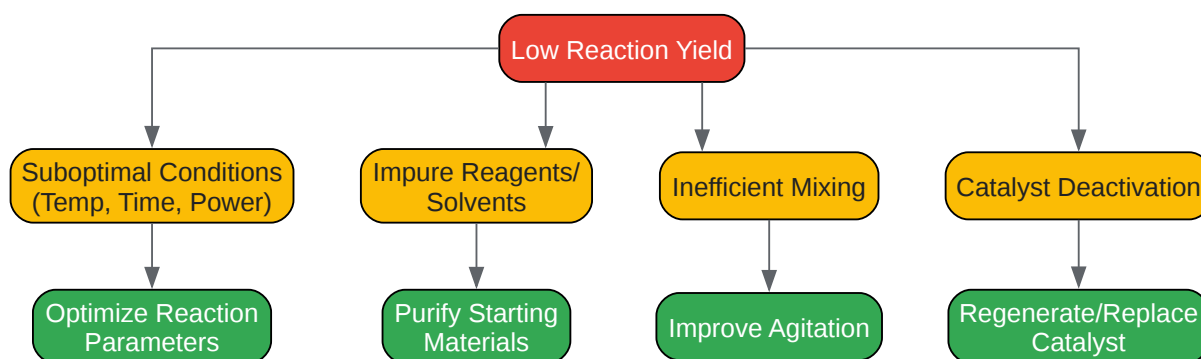 Low Reaction Yield
Suboptimal Conditions
(Temp, Time, Power)
Impure Reagents/
Solvents
Inefficient Mixing
Catalyst Deactivation
Optimize Reaction
Parameters
Purify Starting
Materials
Improve Agitation
Regenerate/Replace
Catalyst